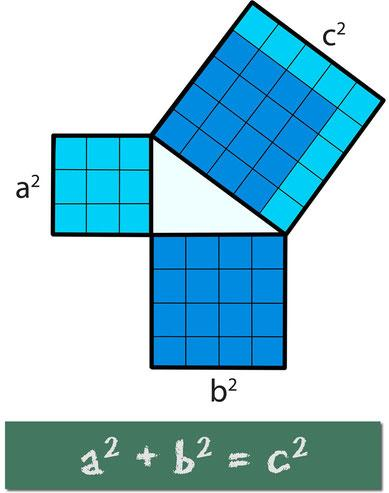 c²
a²
b²
a² + b² = c²